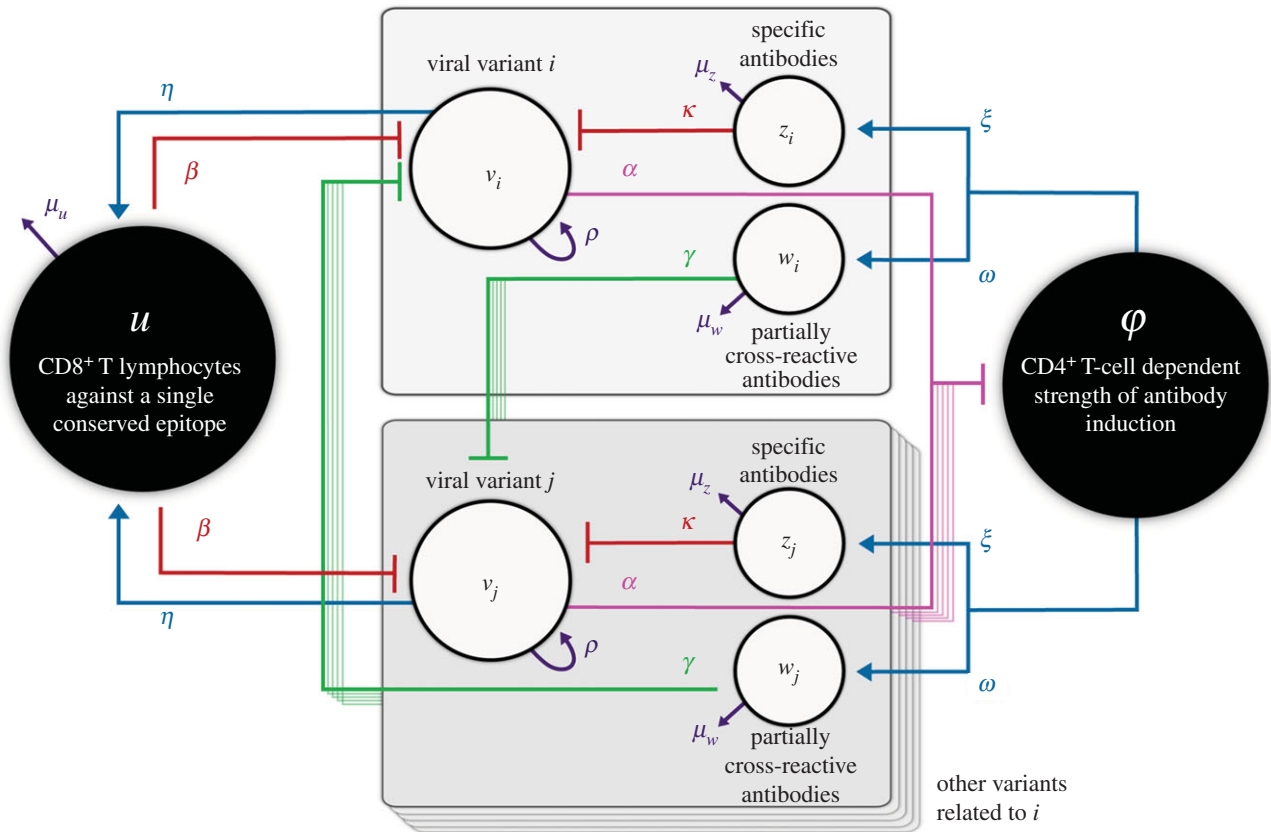 specific
antibodies
viral variant i
μz
η
κ
ξ
zi
β
α
vi
μu
ρ
γ
wi
ω
u
CD8+ T lymphocytes
against a single
conserved epitope
μw
partially
cross-reactive
antibodies
φ
CD4+ T-cell dependent
strength of antibody
induction
specific
antibodies
viral variant j
μz
β
κ
ξ
zj
α
vj
η
ρ
γ
wj
ω
μw
partially
cross-reactive
antibodies
other variants
related to i